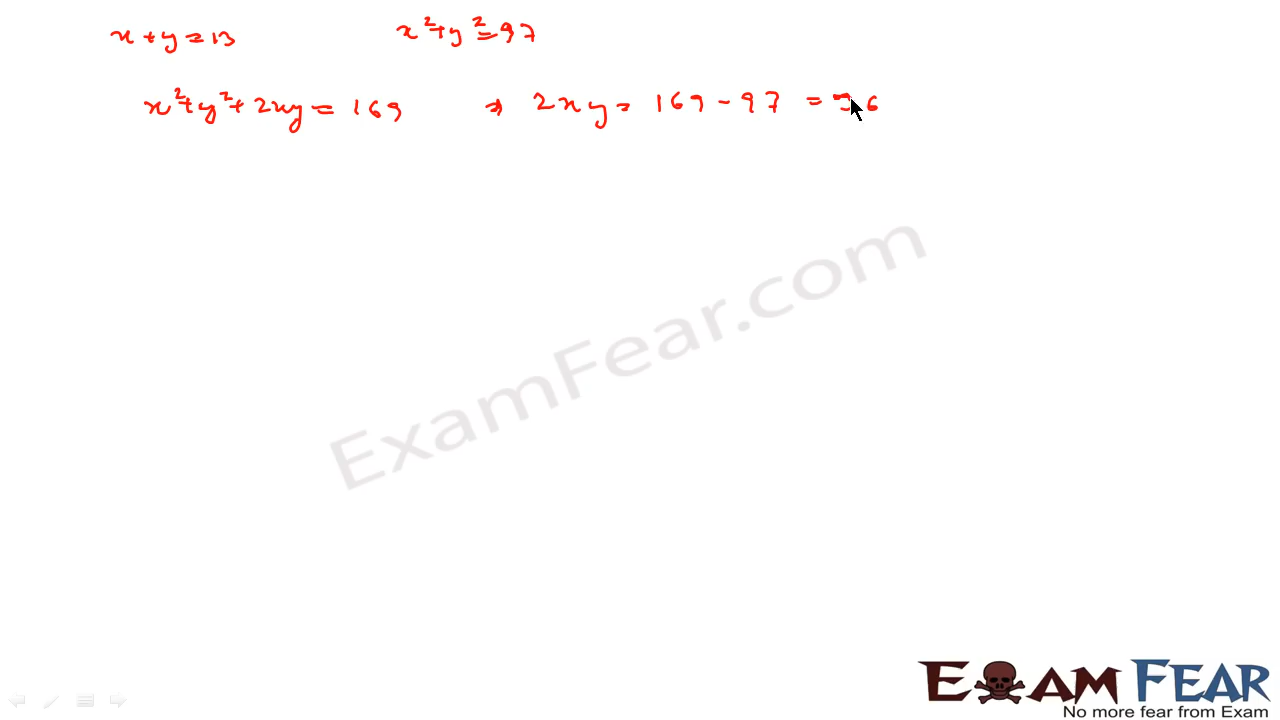 x + y = 13 x² + y² = 97
x² + y² + 2xy = 169 ⇒ 2xy = 169 - 97 = 36
ExamFear.com
EXAM FEAR
No more fear from Exam